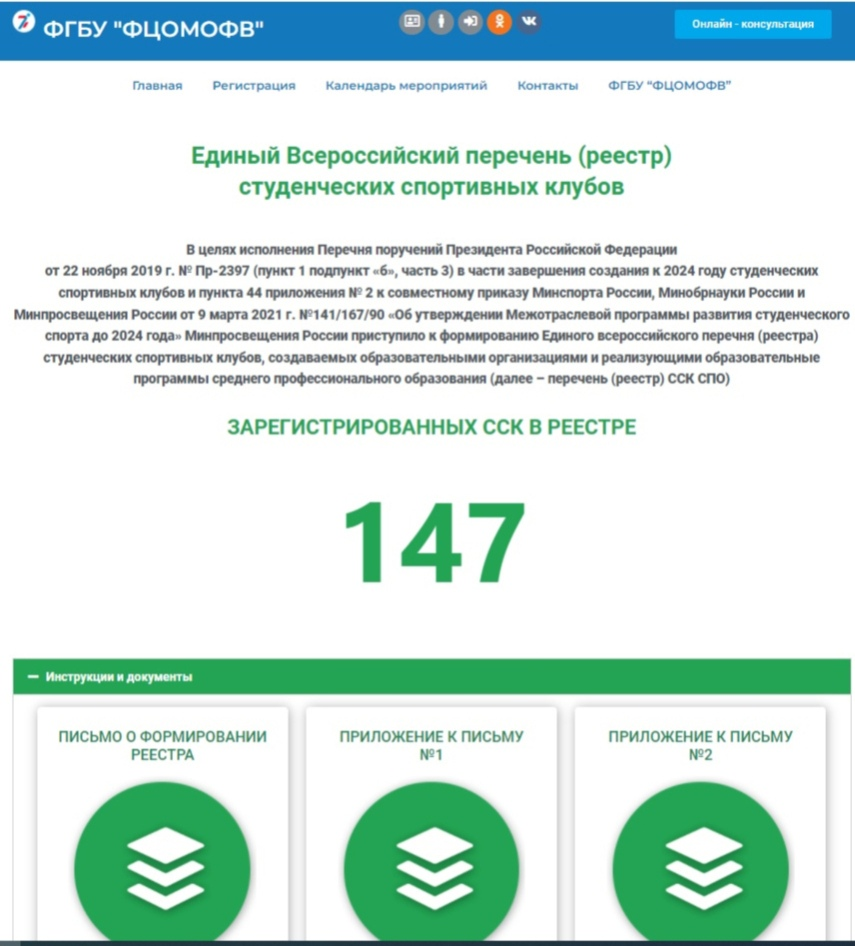 ФГБУ "ФЦОМОФВ"
Онлайн - консультация
Главная Регистрация Календарь мероприятий Контакты ФГБУ “ФЦОМОФВ”
Единый Всероссийский перечень (реестр)
студенческих спортивных клубов
В целях исполнения Перечня поручений Президента Российской Федерации
от 22 ноября 2019 г. № Пр-2397 (пункт 1 подпункт «б», часть 3) в части завершения создания к 2024 году студенческих
спортивных клубов и пункта 44 приложения № 2 к совместному приказу Минспорта России, Минобрнауки России и
Минпросвещения России от 9 марта 2021 г. №141/167/90 «Об утверждении Межотраслевой программы развития студенческого
спорта до 2024 года» Минпросвещения России приступило к формированию Единого всероссийского перечня (реестра)
студенческих спортивных клубов, создаваемых образовательными организациями и реализующими образовательные
программы среднего профессионального образования (далее – перечень (реестр) ССК СПО)
ЗАРЕГИСТРИРОВАННЫХ ССК В РЕЕСТРЕ
147
Инструкции и документы
ПИСЬМО О ФОРМИРОВАНИИ
РЕЕСТРА
ПРИЛОЖЕНИЕ К ПИСЬМУ
№1
ПРИЛОЖЕНИЕ К ПИСЬМУ
№2